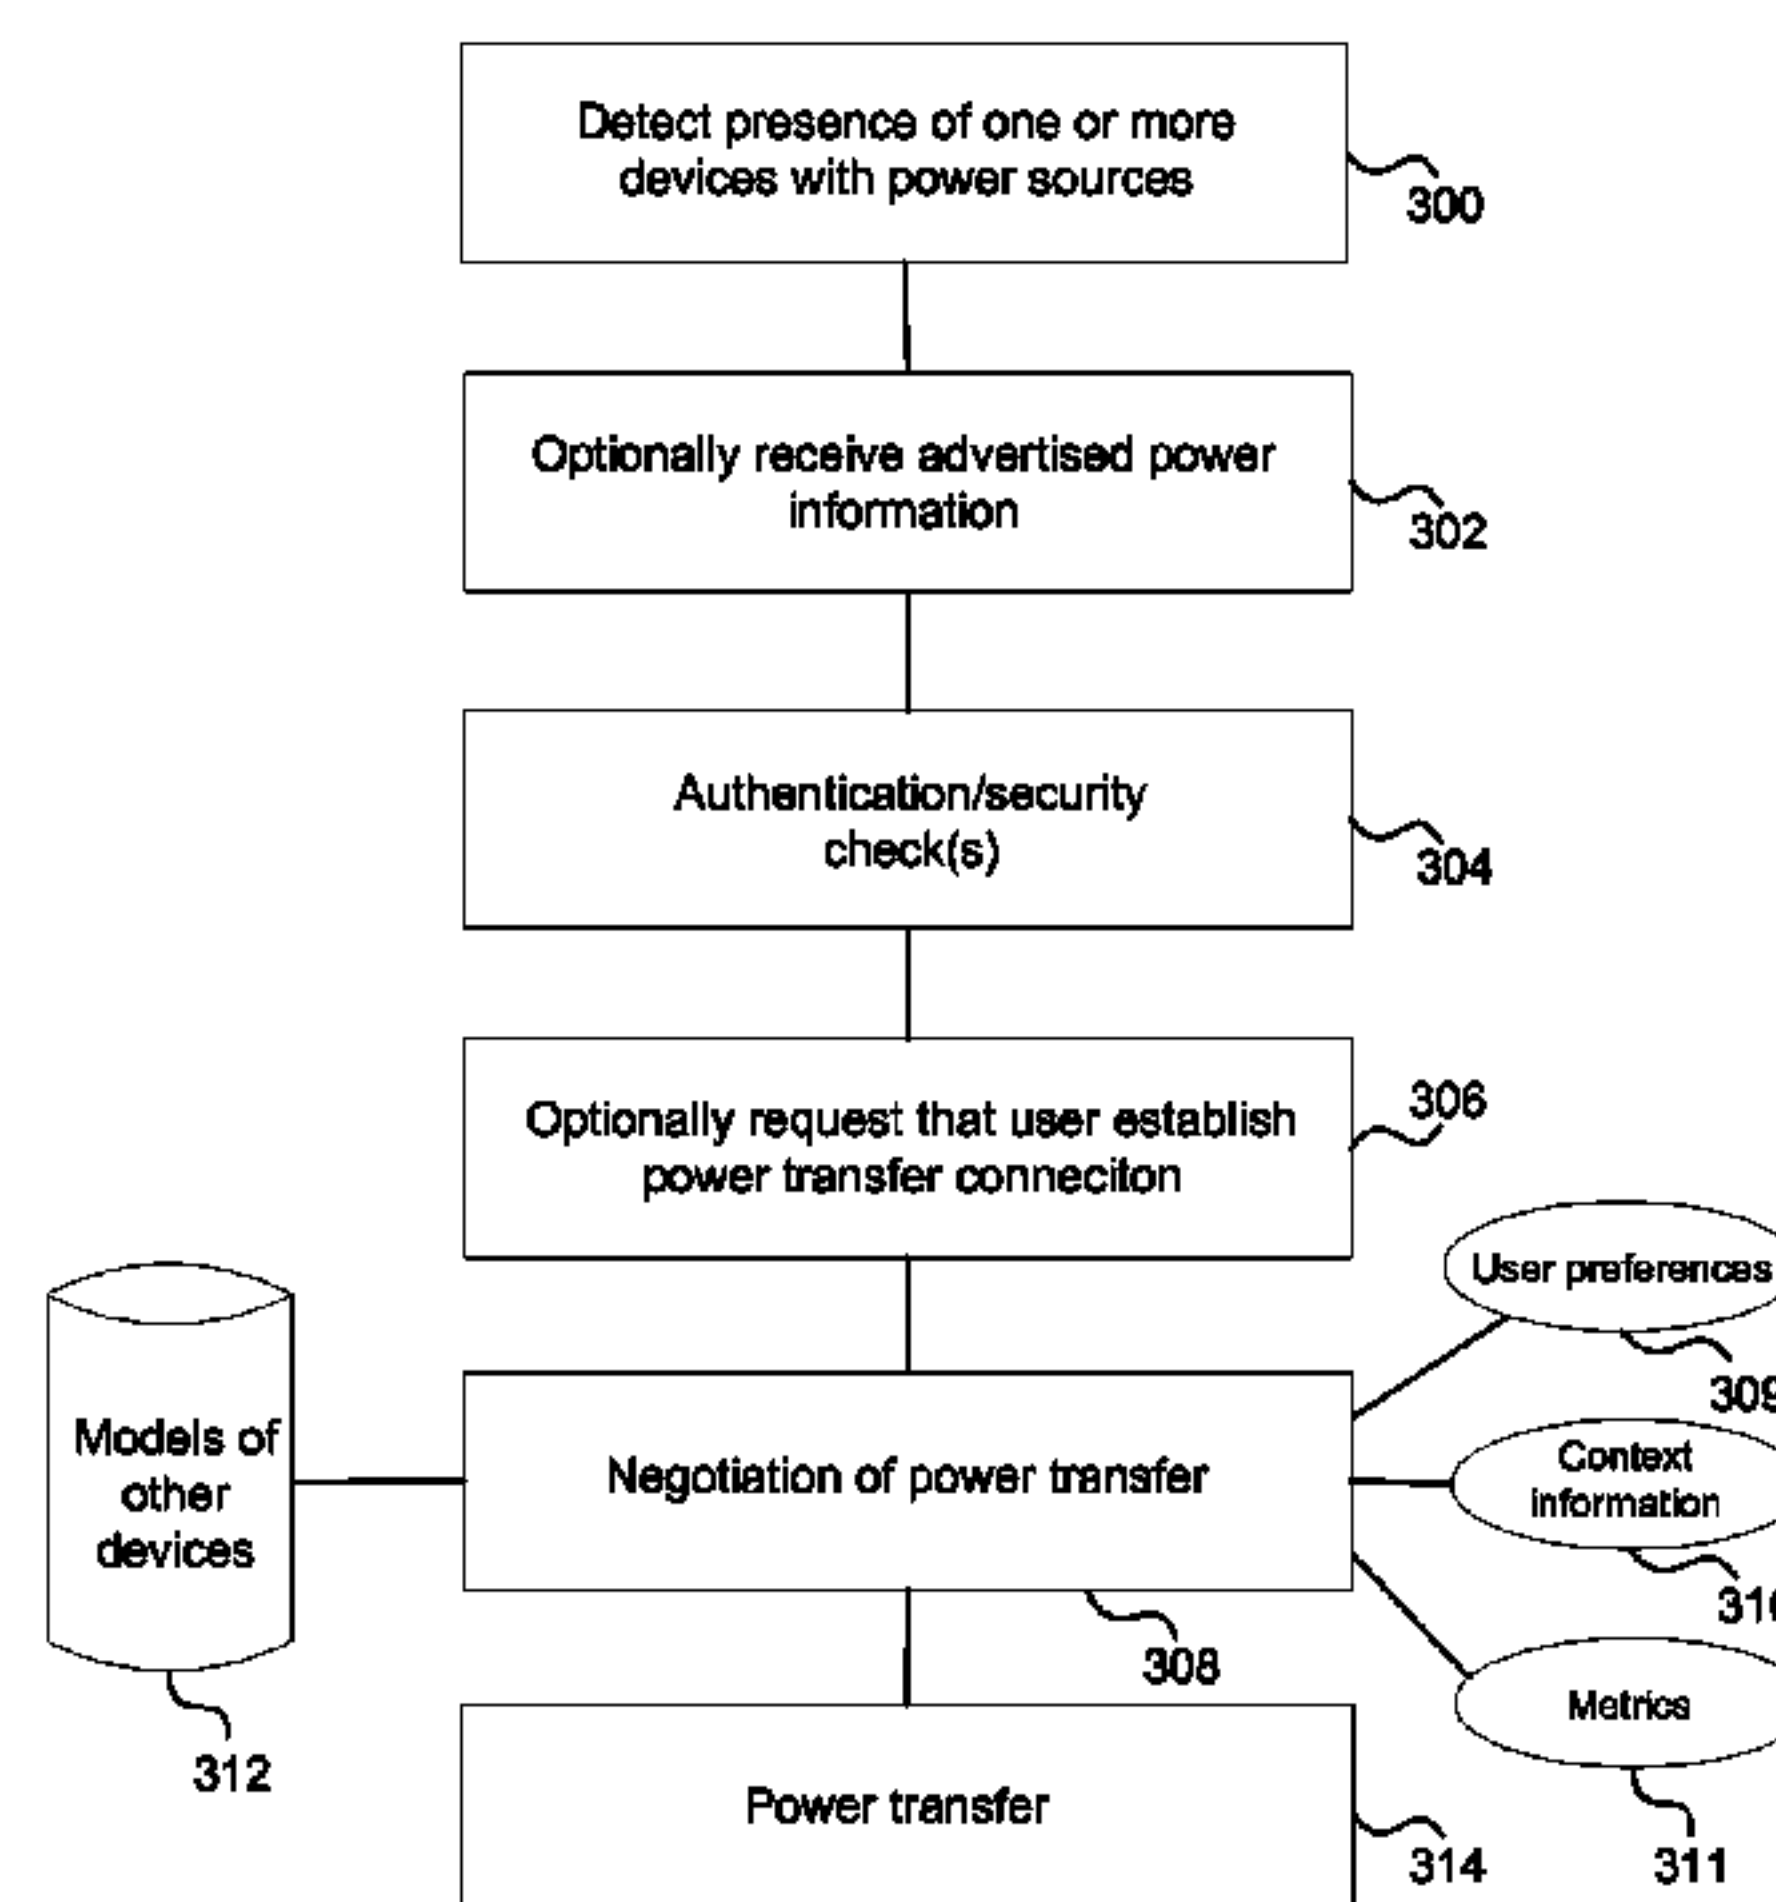 Detect presence of one or more
devices with power sources
300
Optionally receive advertised power
information
302
Authentication/security
check(s)
304
Optionally request that user establish
power transfer conneciton
306
User preferences
309
Models of
other
devices
312
Negotiation of power transfer
308
Context
information
310
Metrics
311
Power transfer
314